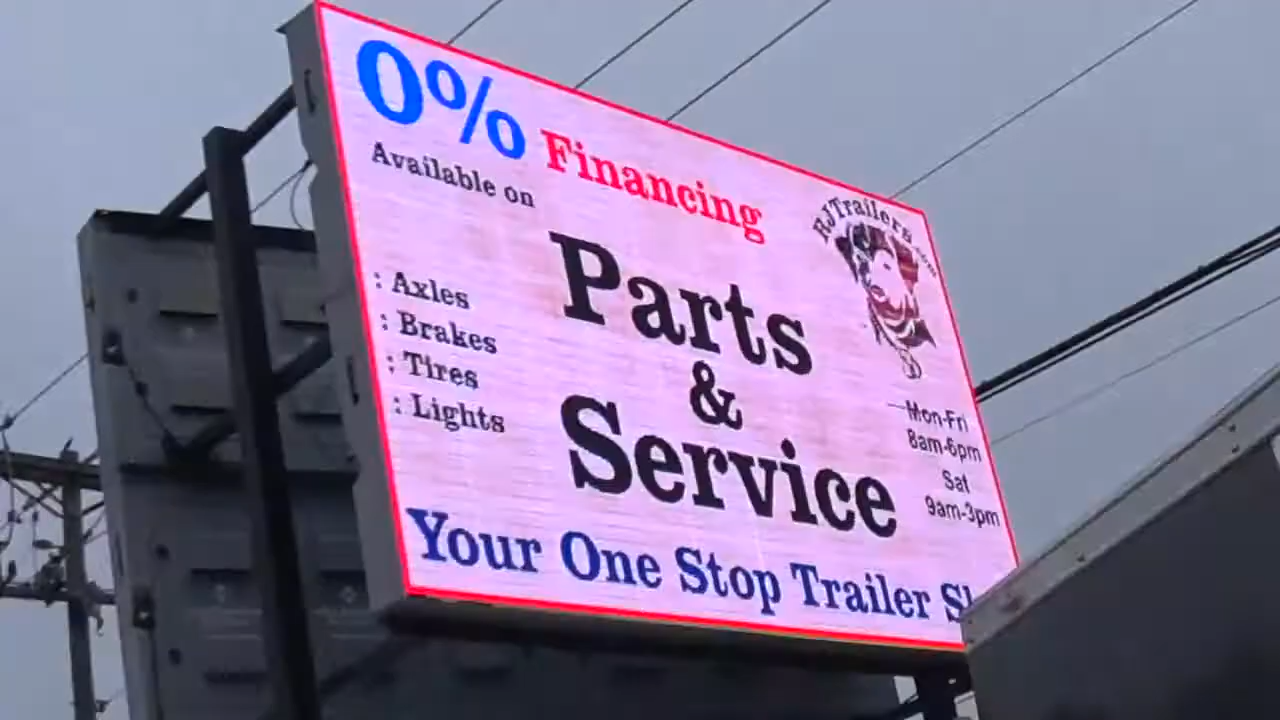 0% Financing
Available on
RJTrailers.com
Parts
&
Service
: Axles
: Brakes
: Tires
: Lights
Mon-Fri
8am-6pm
Sat
9am-3pm
Your One Stop Trailer